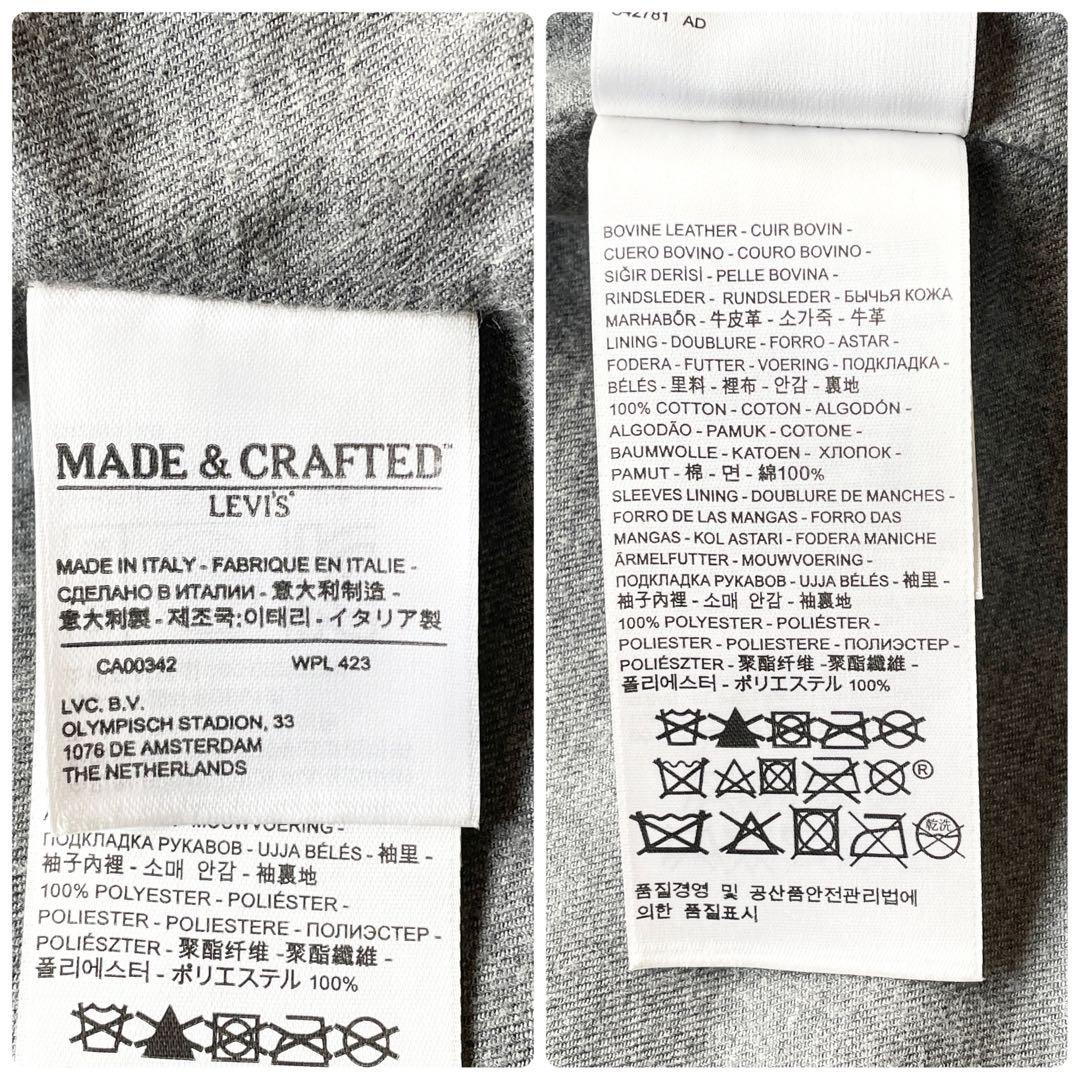 MADE & CRAFTED™
LEVI'S®
MADE IN ITALY - FABRIQUE EN ITALIE -
СДЕЛАНО В ИТАЛИИ - 意大利制造 -
意大利製 - 제조국:이태리 - イタリア製
CA00342 WPL 423
LVC. B.V.
OLYMPISCH STADION, 33
1076 DE AMSTERDAM
THE NETHERLANDS
MOUWVOERING -
ПОДКЛАДКА РУКАВОВ - UJJA BÉLÉS - 袖里 -
袖子內裡 - 소매 안감 - 袖裏地
100% POLYESTER - POLIÉSTER -
POLIESTER - POLIESTERE - ПОЛИЭСТЕР -
POLIÉSZTER - 聚酯纤维 -聚酯纖維 -
폴리에스터 - ポリエステル 100%
AD
BOVINE LEATHER - CUIR BOVIN -
CUERO BOVINO - COURO BOVINO -
SIĞIR DERİSİ - PELLE BOVINA -
RINDSLEDER - RUNDSLEDER - БЫЧЬЯ КОЖА
MARHABŐR - 牛皮革 - 소가죽 - 牛革
LINING - DOUBLURE - FORRO - ASTAR -
FODERA - FUTTER - VOERING - ПОДКЛАДКА -
BÉLÉS - 里料 - 裡布 - 안감 - 裏地
100% COTTON - COTON - ALGODÓN -
ALGODÃO - PAMUK - COTONE -
BAUMWOLLE - KATOEN - ХЛОПОК -
PAMUT - 棉 - 면 - 綿100%
SLEEVES LINING - DOUBLURE DE MANCHES -
FORRO DE LAS MANGAS - FORRO DAS
MANGAS - KOL ASTARI - FODERA MANICHE
ÄRMELFUTTER - MOUWVOERING -
ПОДКЛАДКА РУКАВОВ - UJJA BÉLÉS - 袖里 -
袖子內裡 - 소매 안감 - 袖裏地
100% POLYESTER - POLIÉSTER -
POLIESTER - POLIESTERE - ПОЛИЭСТЕР -
POLIÉSZTER - 聚酯纤维 -聚酯纖維 -
폴리에스터 - ポリエステル 100%
®
乾洗
품질경영 및 공산품안전관리법에
의한 품질표시